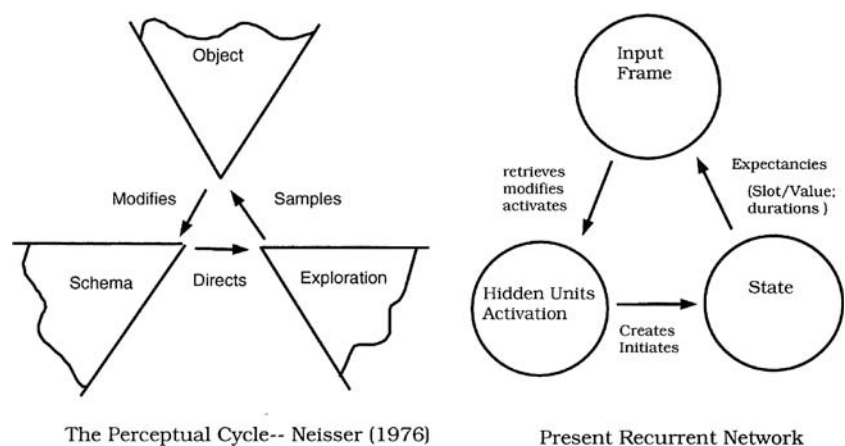 Object
Modifies
Samples
Schema
Directs
Exploration
The Perceptual Cycle-- Neisser (1976)
Input
Frame
retrieves
modifies
activates
Expectancies
(Slot/Value;
durations )
Hidden Units
Activation
Creates
Initiates
State
Present Recurrent Network